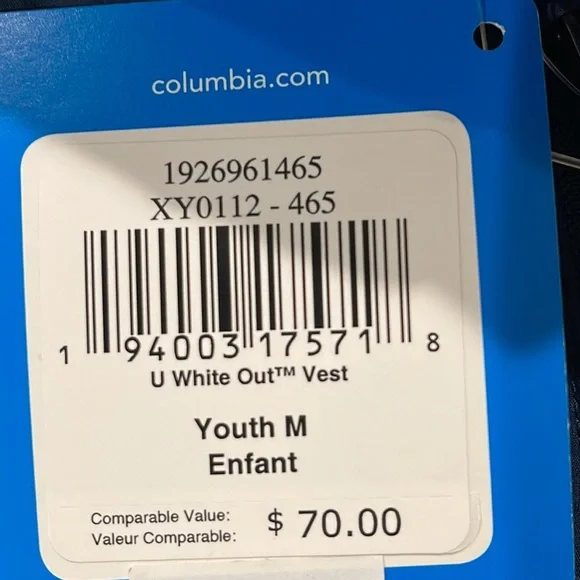 columbia.com
1926961465
XY0112 - 465
1 94003 17571 8
U White Out™ Vest
Youth M
Enfant
Comparable Value: $ 70.00
Valeur Comparable: